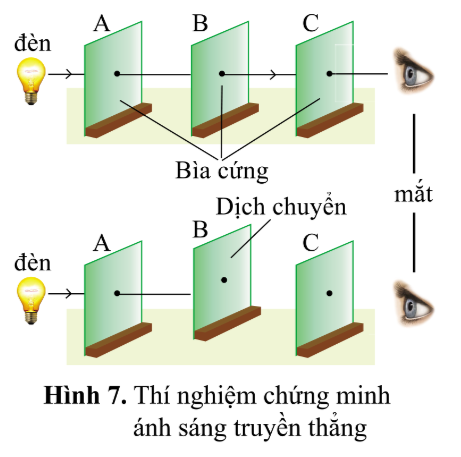 A B C
đèn
Bìa cứng
mắt
Dịch chuyển
A B C
đèn
Hình 7. Thí nghiệm chứng minh
ánh sáng truyền thẳng